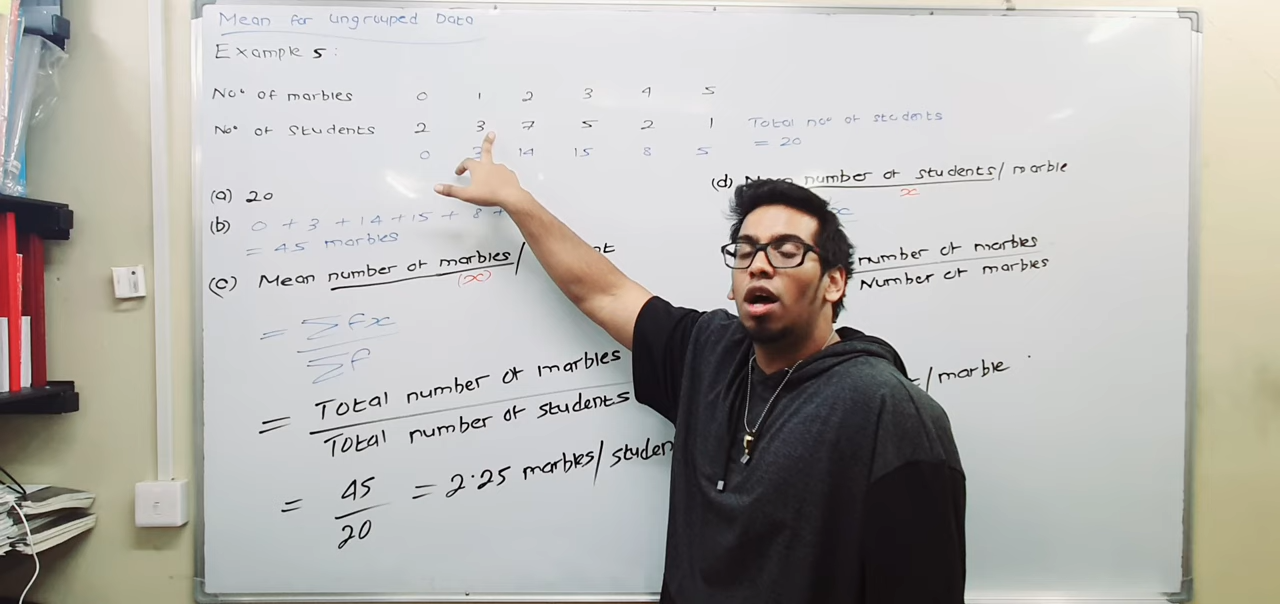 Mean for ungrouped Data
Example 5:
No° of marbles 0 1 2 3 4 5
No° of Students 2 3 7 5 2 1
0 3 14 15 8 5
Total no° of students
= 20
(a) 20
(b) 0 + 3 + 14 + 15 + 8 +
= 45 marbles
(c) Mean number of marbles/
(x)
= Σfx
Σf
= Total number of marbles
Total number of students
= 45
20
= 2.25 marbles/studen
(d) number of students/marble
x
number of marbles
Number of marbles
/marble